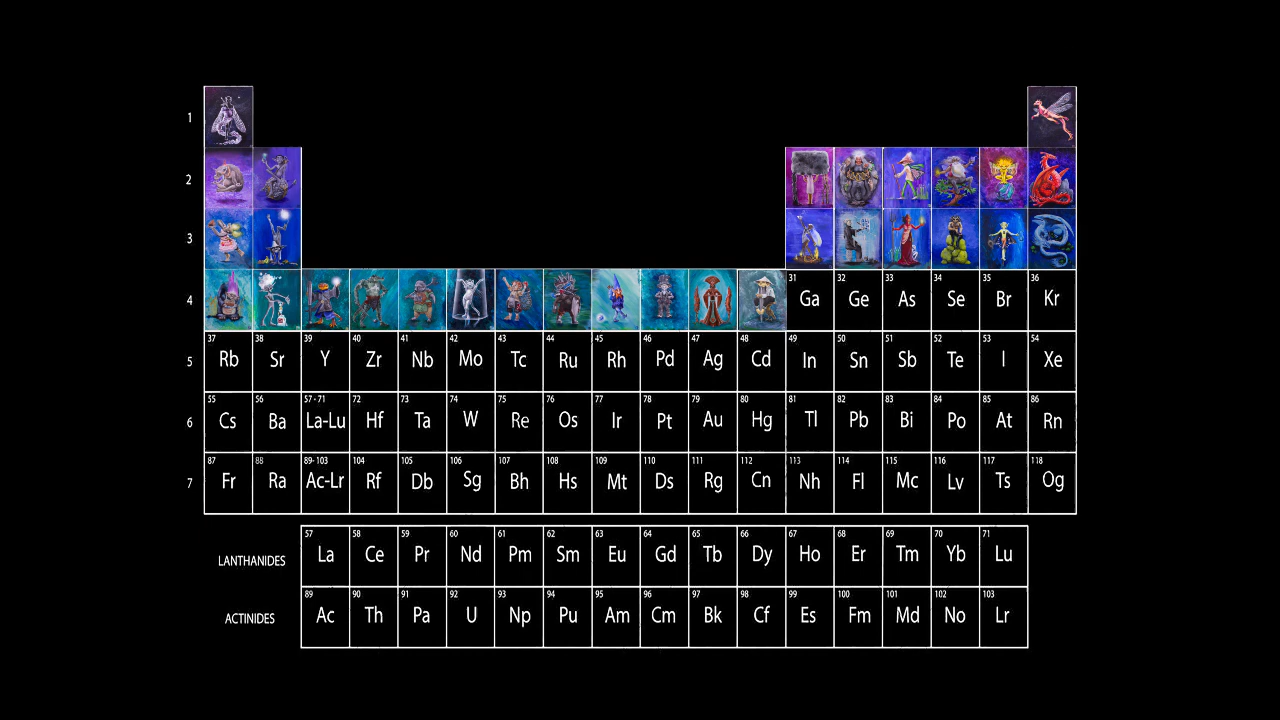 1
2
3
4
31 32 33 34 35 36
Ga Ge As Se Br Kr
37 38 39 40 41 42 43 44 45 46 47 48 49 50 51 52 53 54
5 Rb Sr Y Zr Nb Mo Tc Ru Rh Pd Ag Cd In Sn Sb Te I Xe
55 56 57 - 71 72 73 74 75 76 77 78 79 80 81 82 83 84 85 86
6 Cs Ba La-Lu Hf Ta W Re Os Ir Pt Au Hg Tl Pb Bi Po At Rn
87 88 89- 103 104 105 106 107 108 109 110 111 112 113 114 115 116 117 118
7 Fr Ra Ac-Lr Rf Db Sg Bh Hs Mt Ds Rg Cn Nh Fl Mc Lv Ts Og
57 58 59 60 61 62 63 64 65 66 67 68 69 70 71
LANTHANIDES La Ce Pr Nd Pm Sm Eu Gd Tb Dy Ho Er Tm Yb Lu
89 90 91 92 93 94 95 96 97 98 99 100 101 102 103
ACTINIDES Ac Th Pa U Np Pu Am Cm Bk Cf Es Fm Md No Lr